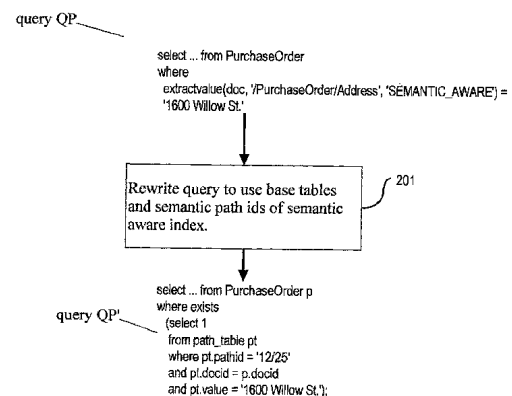 query QP
select ... from PurchaseOrder
where
extractvalue(doc, '/PurchaseOrder/Address', 'SEMANTIC_AWARE') =
'1600 Willow St.'
Rewrite query to use base tables
and semantic path ids of semantic
aware index.
201
query QP'
select ... from PurchaseOrder p
where exists
(select 1
from path_table pt
where pt.pathid = '12/25'
and pt.docid = p.docid
and pt.value = '1600 Willow St.');